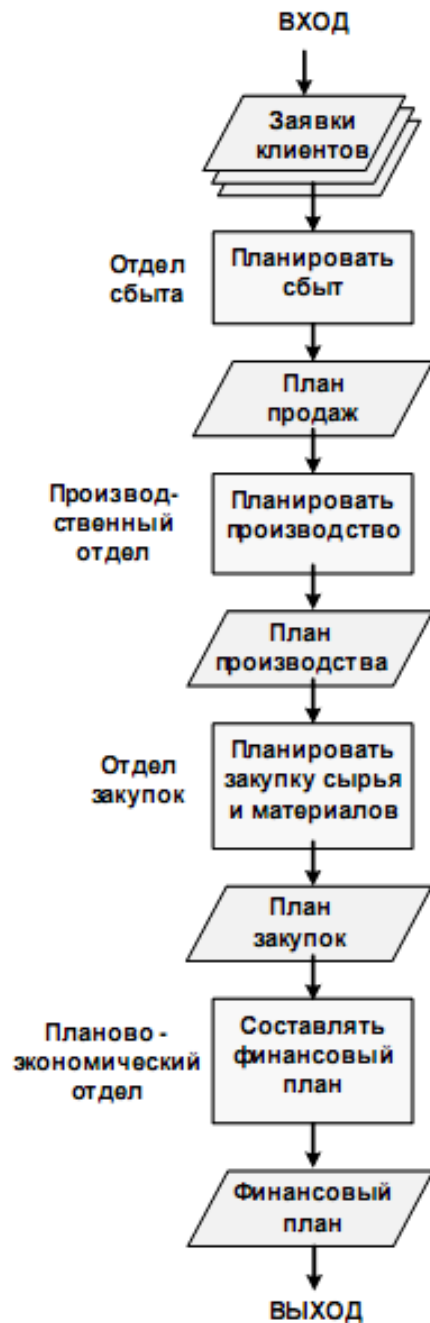 ВХОД
Заявки
клиентов
Отдел
сбыта
Планировать
сбыт
План
продаж
Производ-
ственный
отдел
Планировать
производство
План
производства
Отдел
закупок
Планировать
закупку сырья
и материалов
План
закупок
Планово -
экономический
отдел
Составлять
финансовый
план
Финансовый
план
ВЫХОД